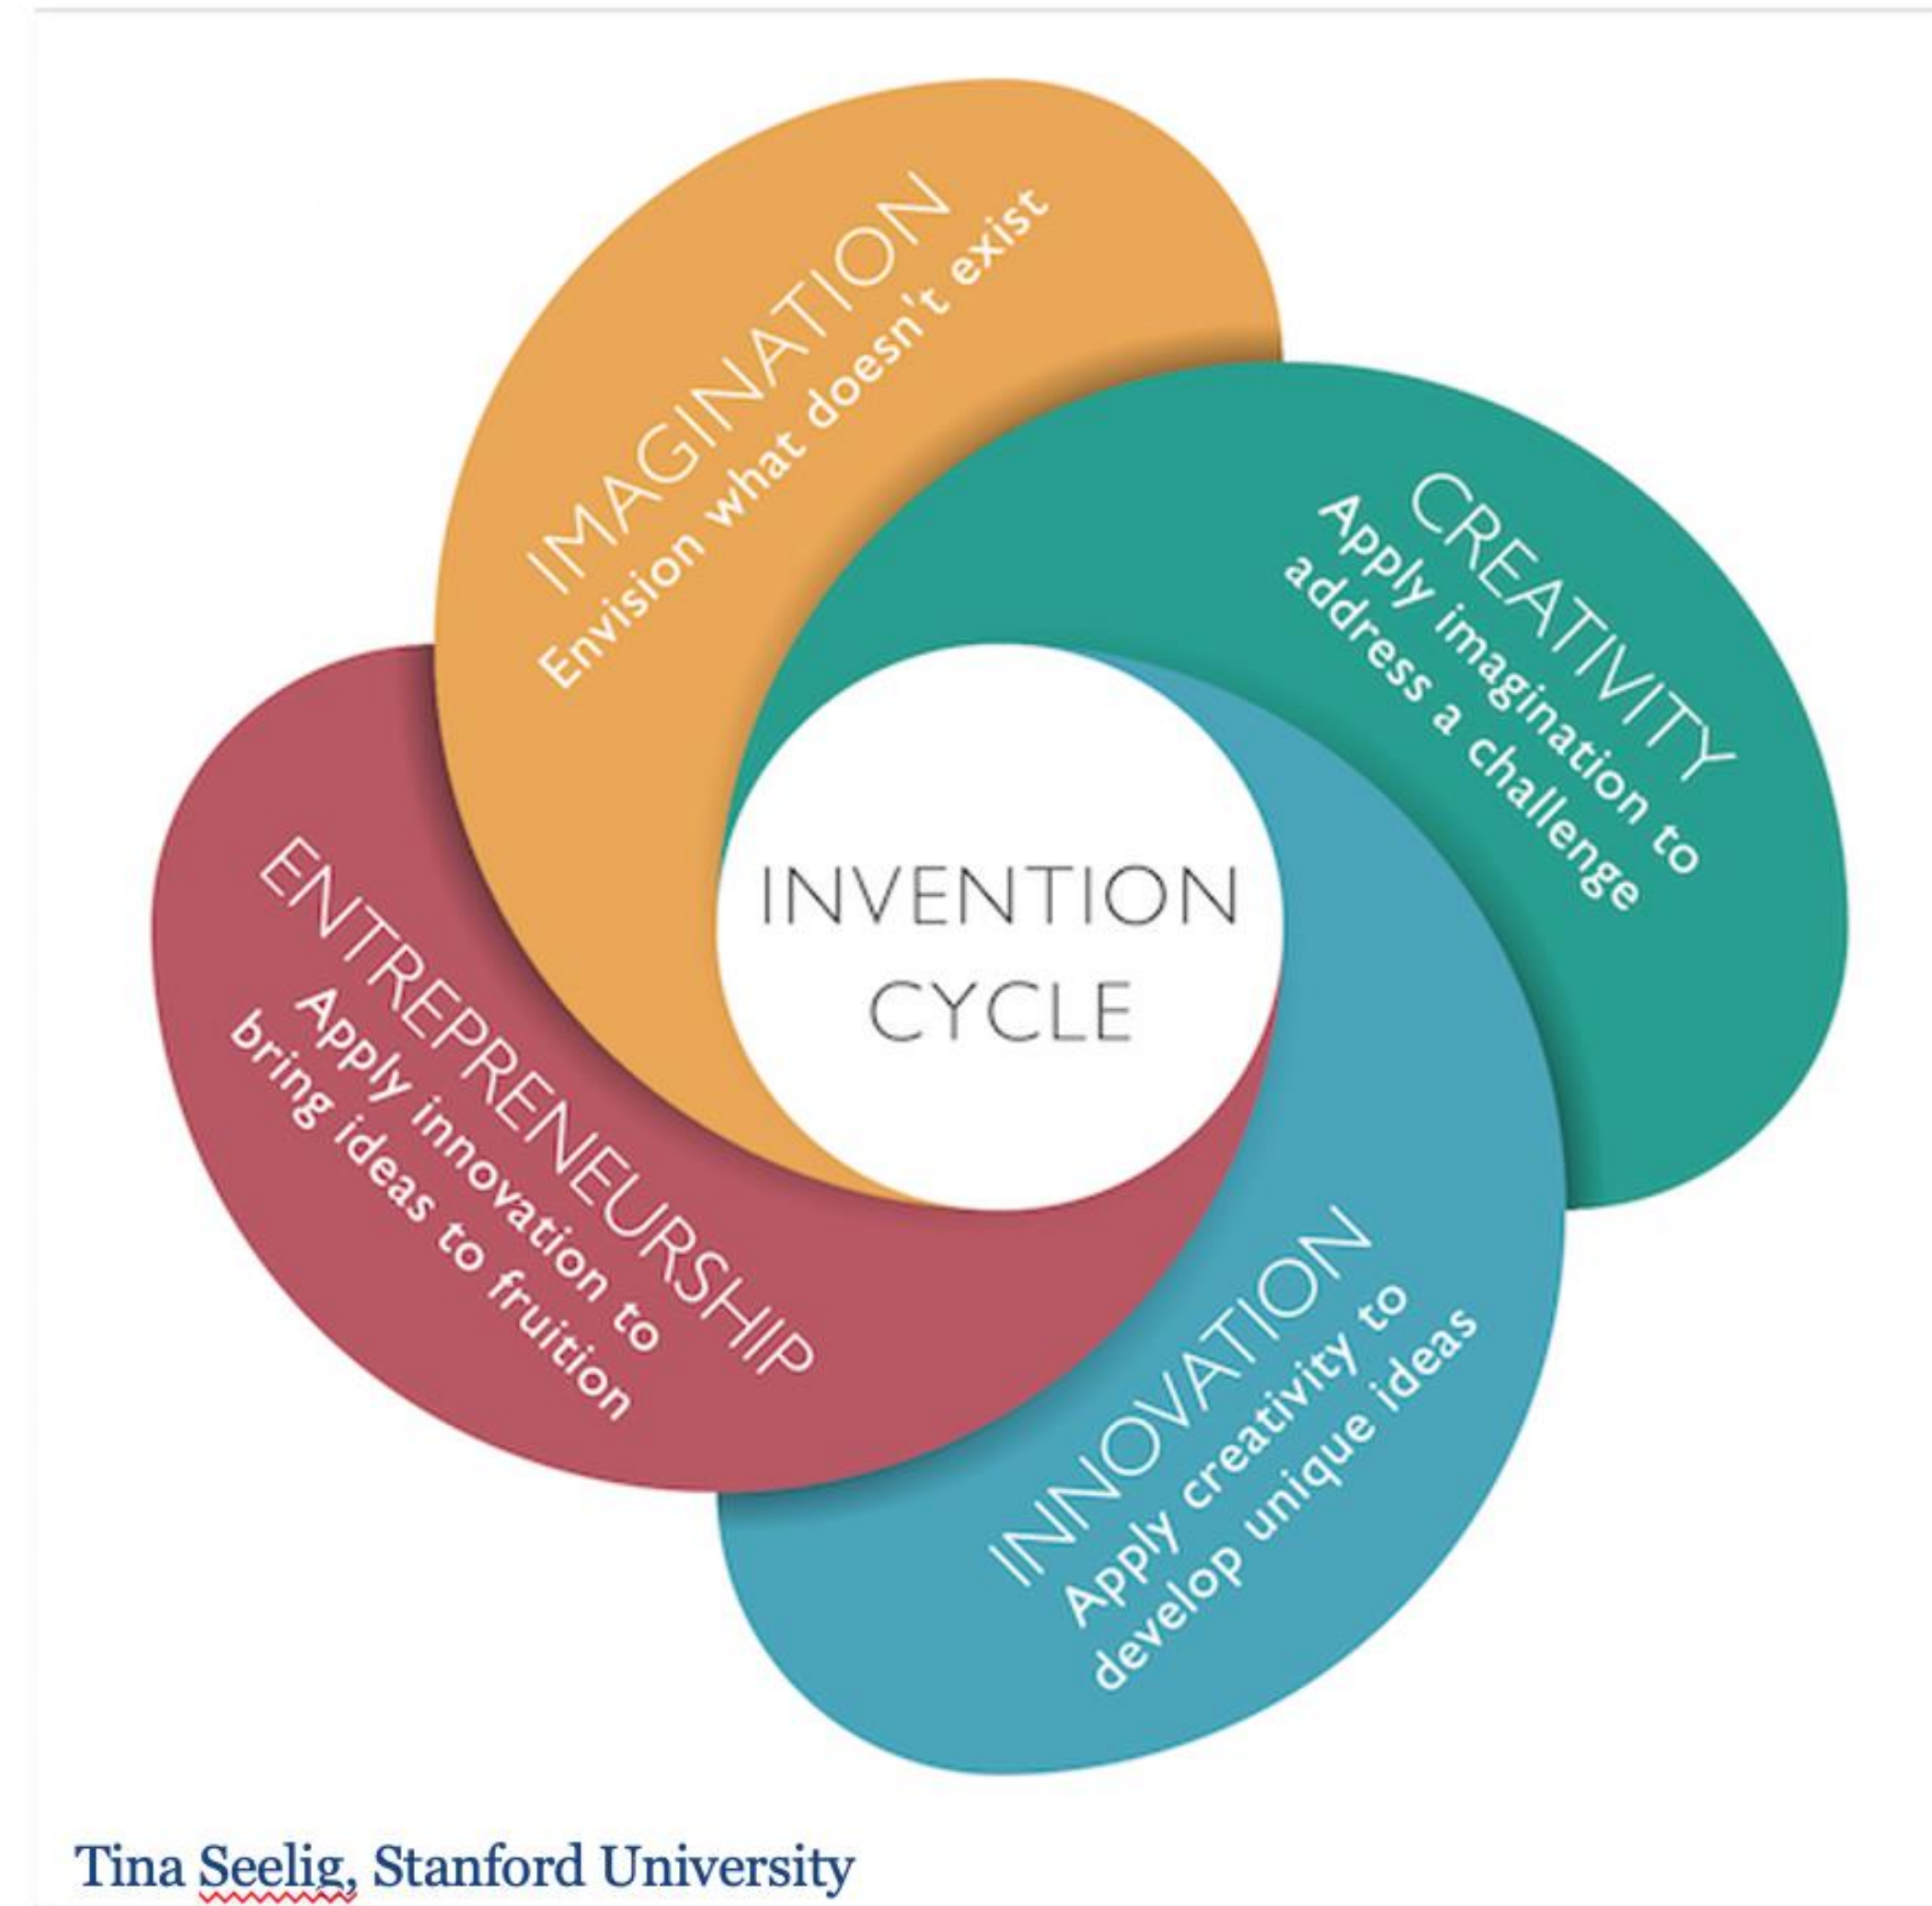 IMAGINATION
Envision what doesn't exist
CREATIVITY
Apply imagination to
address a challenge
INVENTION
CYCLE
ENTREPRENEURSHIP
Apply innovation to
bring ideas to fruition
INNOVATION
Apply creativity to
develop unique ideas
Tina Seelig, Stanford University